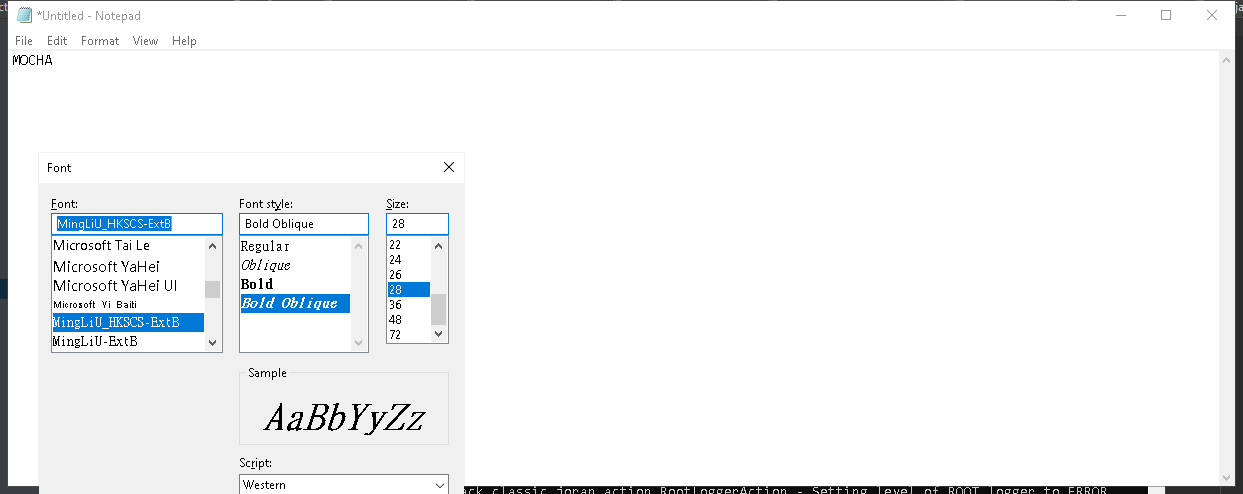 *Untitled - Notepad
File Edit Format View Help
MOCHA
Font
Font: Font style: Size:
MingLiU_HKSCS-ExtB Bold Oblique 28
Microsoft Tai Le Regular 22
Microsoft YaHei Oblique 24
Microsoft YaHei UI Bold 26
Microsoft Yi Baiti Bold Oblique 28
MingLiU_HKSCS-ExtB 36
MingLiU-ExtB 48
72
Sample
AaBbYyZz
Script:
Western
ack classic joran action RootLoggerAction - Setting level of ROOT logger to ERROR